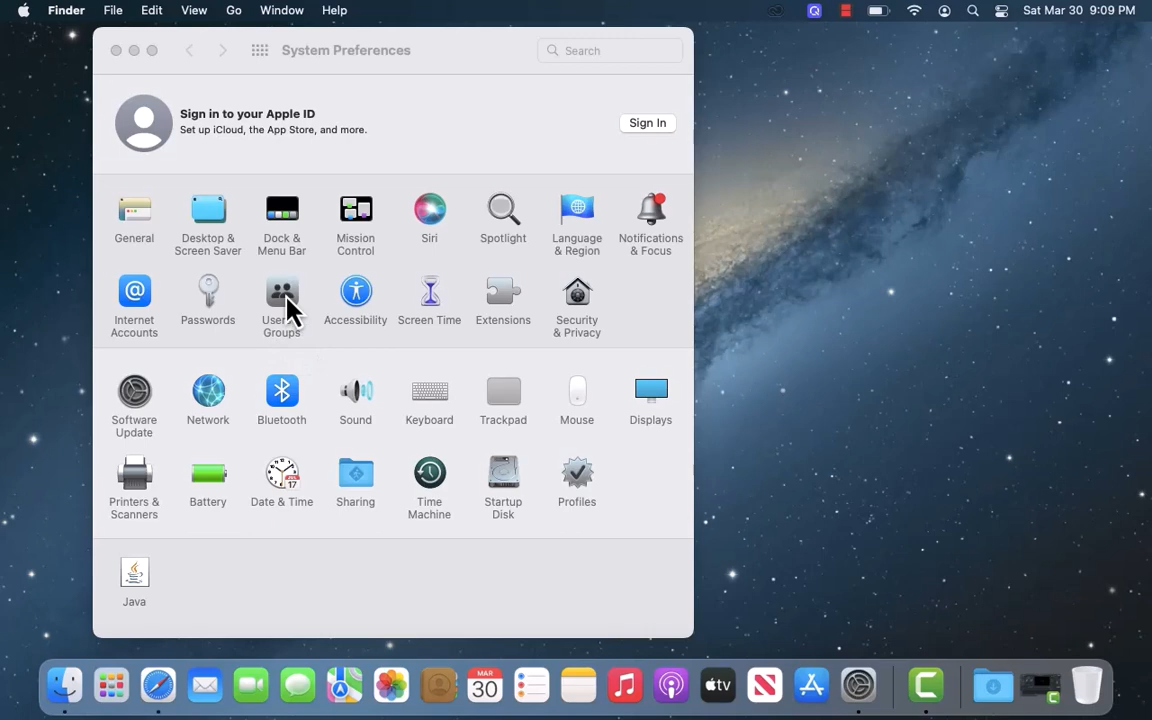 Finder File Edit View Go Window Help Sat Mar 30 9:09 PM
System Preferences Search
Sign in to your Apple ID
Set up iCloud, the App Store, and more.
Sign In
General
Desktop &
Screen Saver
Dock &
Menu Bar
Mission
Control
Siri
Spotlight
Language
& Region
Notifications
& Focus
Internet
Accounts
Passwords
Groups
Accessibility
Screen Time
Extensions
Security
& Privacy
Software
Update
Network
Bluetooth
Sound
Keyboard
Trackpad
Mouse
Displays
Printers &
Scanners
Battery
Date & Time
Sharing
Time
Machine
Startup
Disk
Profiles
Java
MAR
30
tv